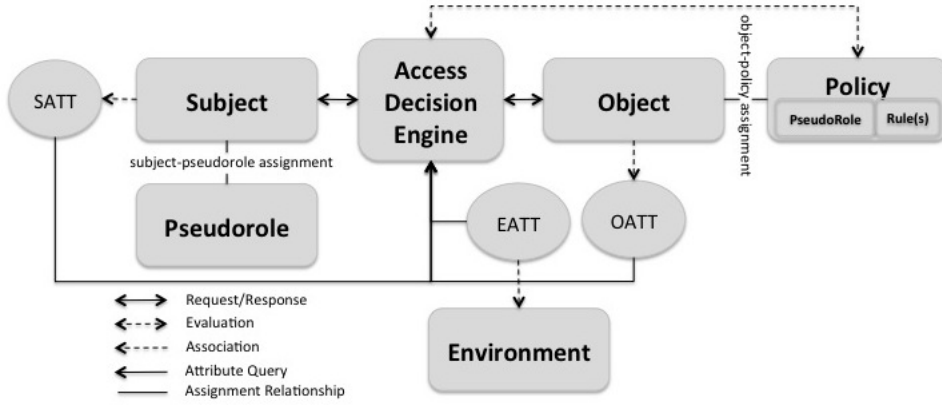 SATT
Subject
Access
Decision
Engine
Object
object-policy assignment
Policy
PseudoRole
Rule(s)
subject-pseudorole assignment
Pseudorole
EATT
OATT
Environment
Request/Response
Evaluation
Association
Attribute Query
Assignment Relationship